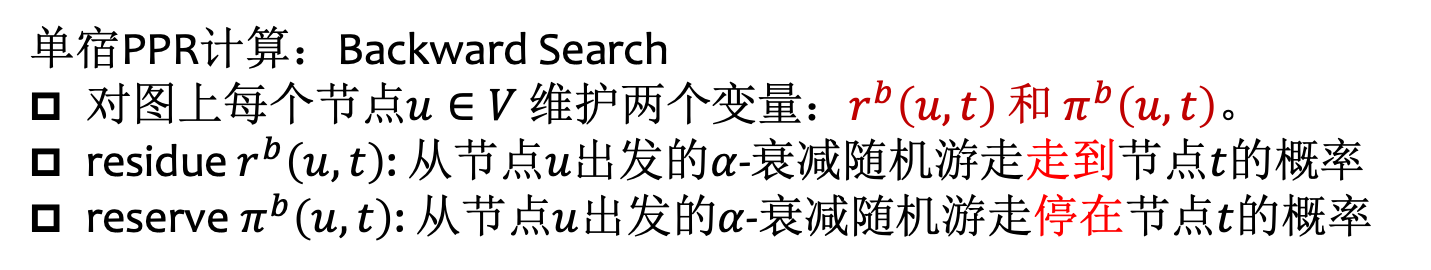 单宿PPR计算：Backward Search
对图上每个节点u ∈ V 维护两个变量：r^b(u, t) 和 π^b(u, t)。
residue r^b(u, t): 从节点u出发的α-衰减随机游走走到节点t的概率
reserve π^b(u, t): 从节点u出发的α-衰减随机游走停在节点t的概率